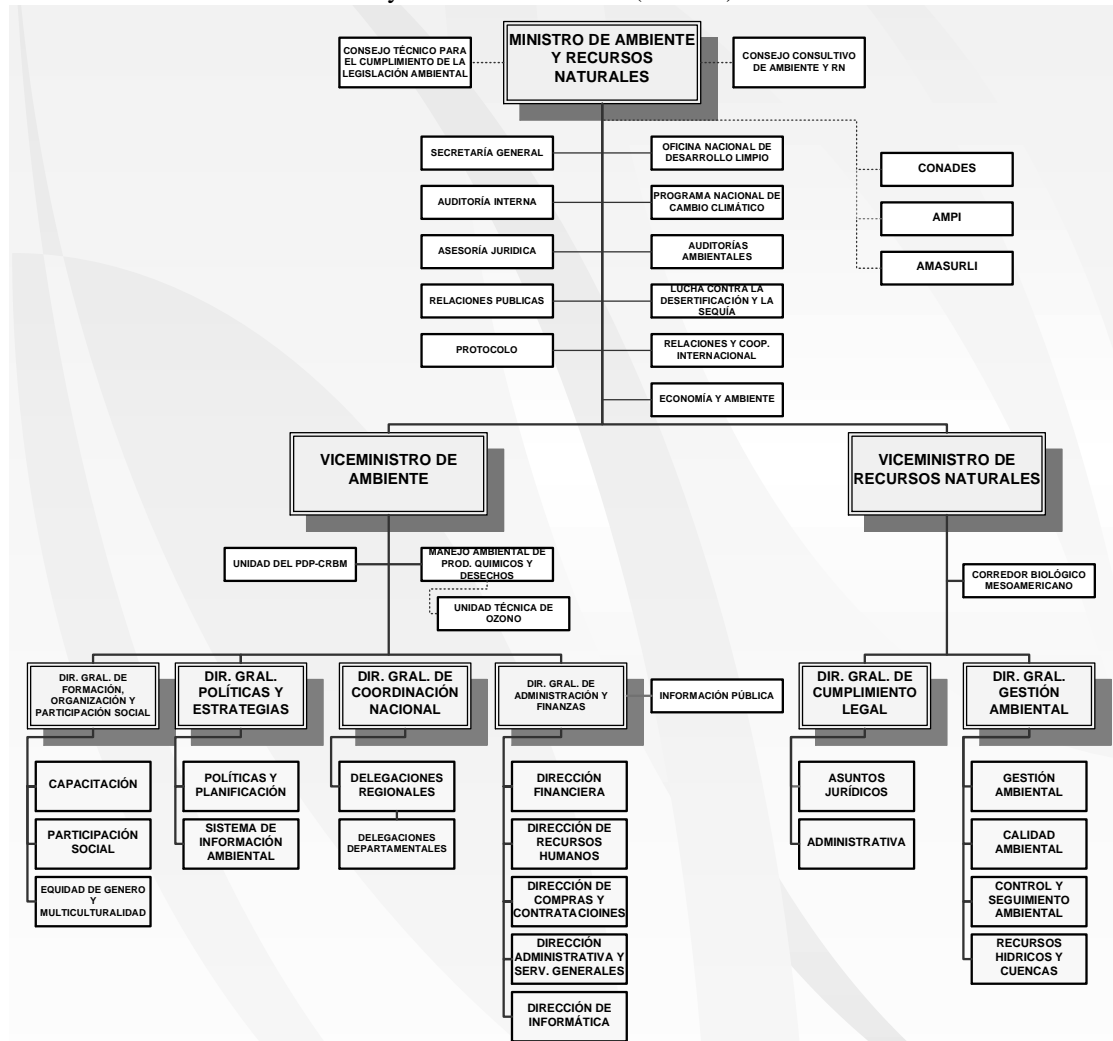 MINISTRO DE AMBIENTE
Y RECURSOS
NATURALES
CONSEJO TÉCNICO PARA
EL CUMPLIMIENTO DE LA
LEGISLACIÓN AMBIENTAL
CONSEJO CONSULTIVO
DE AMBIENTE Y RN
SECRETARÍA GENERAL
OFICINA NACIONAL DE
DESARROLLO LIMPIO
CONADES
AUDITORÍA INTERNA
PROGRAMA NACIONAL DE
CAMBIO CLIMÁTICO
AMPI
ASESORÍA JURIDICA
AUDITORÍAS
AMBIENTALES
AMASURLI
RELACIONES PUBLICAS
LUCHA CONTRA LA
DESERTIFICACIÓN Y LA
SEQUÍA
PROTOCOLO
RELACIONES Y COOP.
INTERNACIONAL
ECONOMÍA Y AMBIENTE
VICEMINISTRO DE
AMBIENTE
VICEMINISTRO DE
RECURSOS NATURALES
UNIDAD DEL PDP-CRBM
MANEJO AMBIENTAL DE
PROD. QUIMICOS Y
DESECHOS
UNIDAD TÉCNICA DE
OZONO
CORREDOR BIOLÓGICO
MESOAMERICANO
DIR. GRAL. DE
FORMACIÓN,
ORGANIZACIÓN Y
PARTICIPACIÓN SOCIAL
DIR. GRAL.
POLÍTICAS Y
ESTRATEGIAS
DIR. GRAL. DE
COORDINACIÓN
NACIONAL
DIR. GRAL. DE
ADMINISTRACIÓN Y
FINANZAS
INFORMACIÓN PÚBLICA
DIR. GRAL. DE
CUMPLIMIENTO
LEGAL
DIR. GRAL.
GESTIÓN
AMBIENTAL
CAPACITACIÓN
POLÍTICAS Y
PLANIFICACIÓN
DELEGACIONES
REGIONALES
DIRECCIÓN
FINANCIERA
ASUNTOS
JURÍDICOS
GESTIÓN
AMBIENTAL
PARTICIPACIÓN
SOCIAL
SISTEMA DE
INFORMACIÓN
AMBIENTAL
DELEGACIONES
DEPARTAMENTALES
DIRECCIÓN DE
RECURSOS
HUMANOS
ADMINISTRATIVA
CALIDAD
AMBIENTAL
EQUIDAD DE GENERO
Y
MULTICULTURALIDAD
DIRECCIÓN DE
COMPRAS Y
CONTRATACIOINES
CONTROL Y
SEGUIMIENTO
AMBIENTAL
DIRECCIÓN
ADMINISTRATIVA Y
SERV. GENERALES
RECURSOS
HIDRICOS Y
CUENCAS
DIRECCIÓN DE
INFORMÁTICA